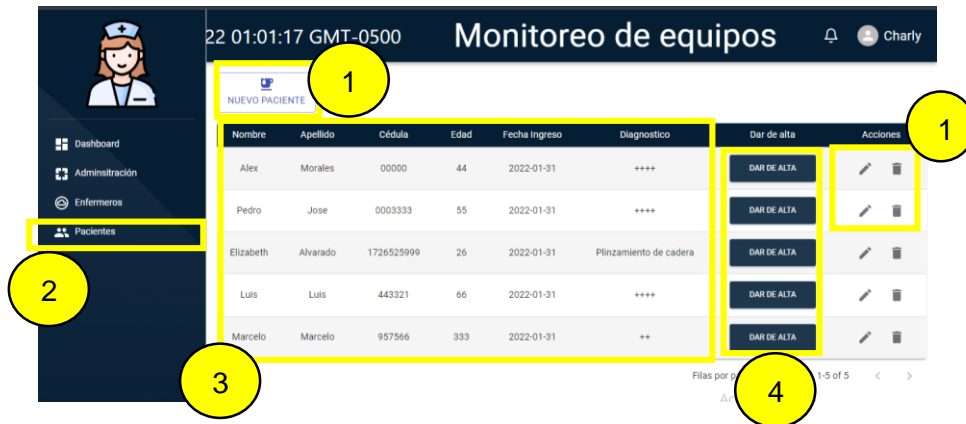 22 01:01:17 GMT-0500 Monitoreo de equipos Charly
1
NUEVO PACIENTE
1
Dashboard
Adminsitración
Enfermeros
Pacientes
2
Nombre Apellido Cédula Edad Fecha Ingreso Diagnostico Dar de alta Acciones
Alex Morales 00000 44 2022-01-31 ++++ DAR DE ALTA
Pedro Jose 0003333 55 2022-01-31 ++++ DAR DE ALTA
Elizabeth Alvarado 1726525999 26 2022-01-31 Plinzamiento de cadera DAR DE ALTA
Luis Luis 443321 66 2022-01-31 ++++ DAR DE ALTA
Marcelo Marcelo 957566 333 2022-01-31 ++ DAR DE ALTA
3
Filas por 1-5 of 5
4